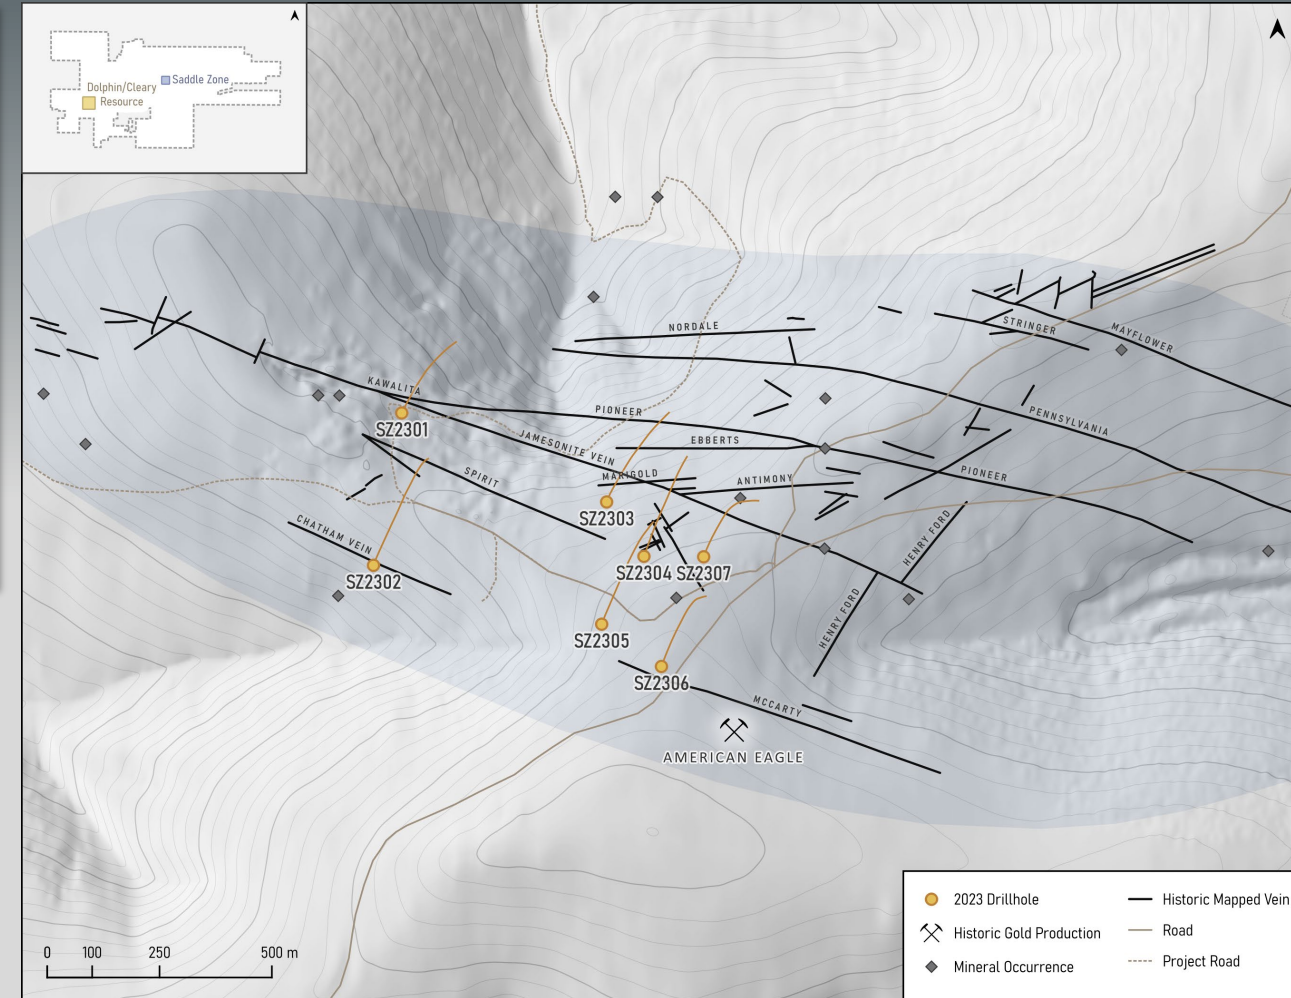 Saddle Zone
Dolphin/Cleary
Resource
NORDALE
STRINGER
MAYFLOWER
KAWALITA
PIONEER
PENNSYLVANIA
SZ2301
JAMESONITE VEIN
EBBERTS
SPIRIT
MARIGOLD
ANTIMONY
PIONEER
SZ2303
CHATHAM VEIN
HENRY FORD
SZ2302
SZ2304
SZ2307
HENRY FORD
SZ2305
SZ2306
MCCARTY
AMERICAN EAGLE
0 100 250 500 m
2023 Drillhole
Historic Gold Production
Mineral Occurrence
Historic Mapped Vein
Road
Project Road